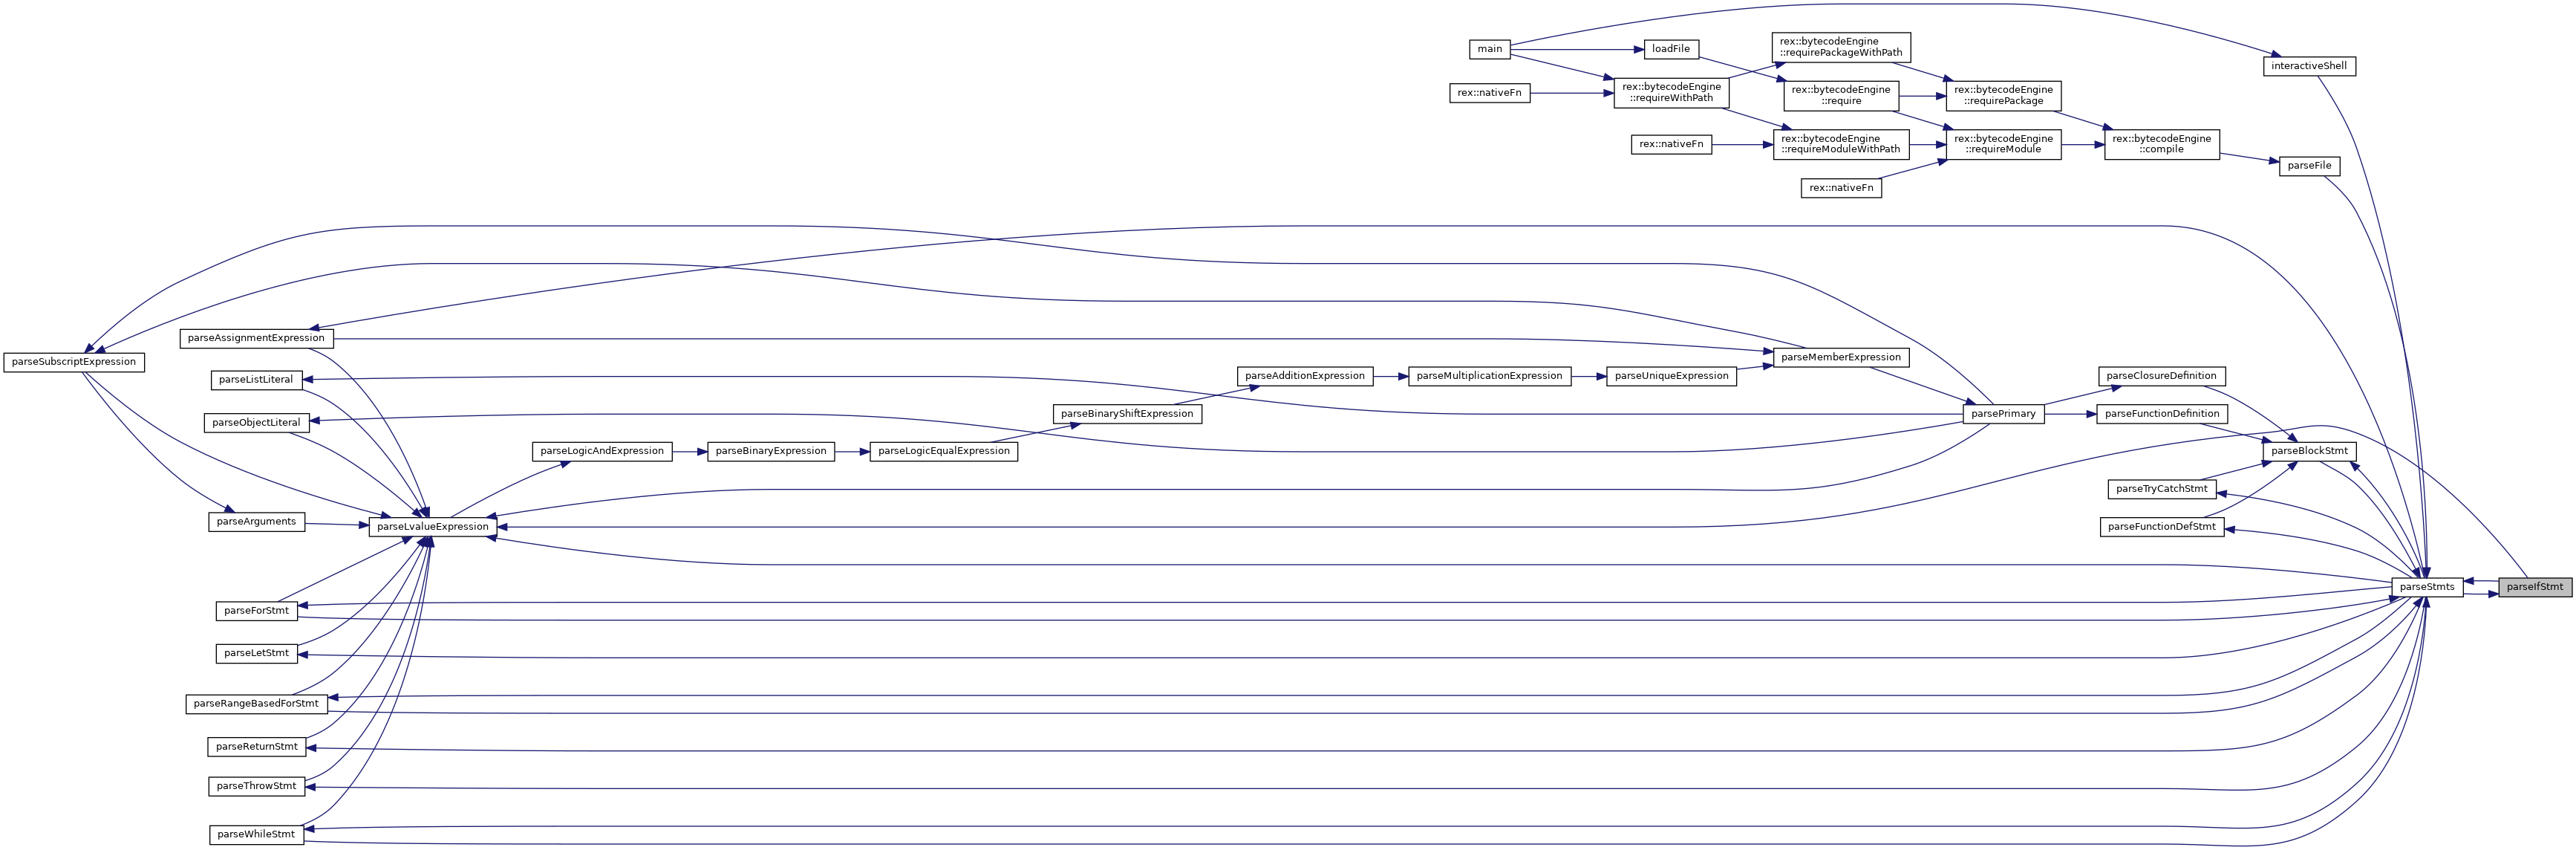 main
loadFile
rex::bytecodeEngine
::requirePackageWithPath
interactiveShell
rex::nativeFn
rex::bytecodeEngine
::requireWithPath
rex::bytecodeEngine
::require
rex::bytecodeEngine
::requirePackage
rex::nativeFn
rex::bytecodeEngine
::requireModuleWithPath
rex::bytecodeEngine
::requireModule
rex::bytecodeEngine
::compile
parseFile
rex::nativeFn
parseAssignmentExpression
parseSubscriptExpression
parseMemberExpression
parseListLiteral
parseAdditionExpression
parseMultiplicationExpression
parseUniqueExpression
parseClosureDefinition
parseObjectLiteral
parseBinaryShiftExpression
parsePrimary
parseFunctionDefinition
parseLogicAndExpression
parseBinaryExpression
parseLogicEqualExpression
parseBlockStmt
parseTryCatchStmt
parseArguments
parseLvalueExpression
parseFunctionDefStmt
parseStmts
parseIfStmt
parseForStmt
parseLetStmt
parseRangeBasedForStmt
parseReturnStmt
parseThrowStmt
parseWhileStmt